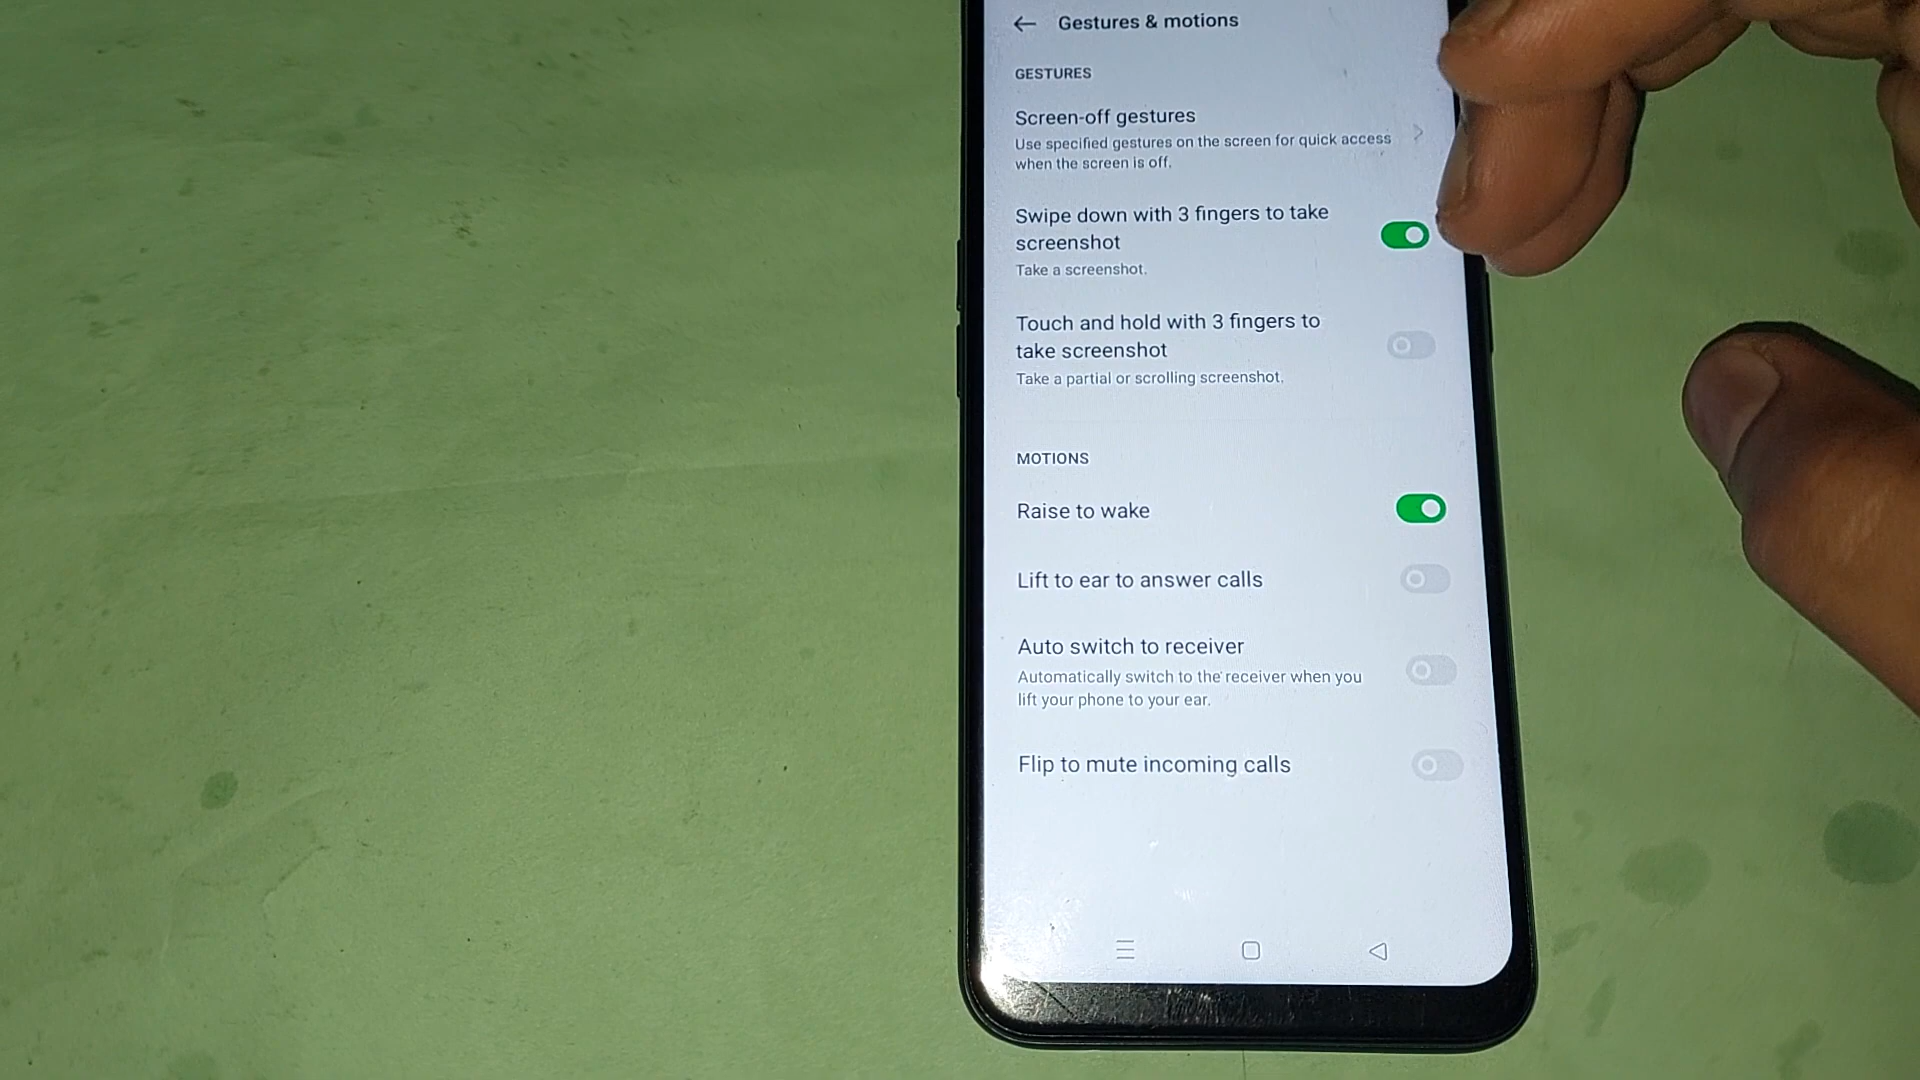 Gestures & motions
GESTURES
Screen-off gestures
Use specified gestures on the screen for quick access
when the screen is off.
Swipe down with 3 fingers to take
screenshot
Take a screenshot.
Touch and hold with 3 fingers to
take screenshot
Take a partial or scrolling screenshot.
MOTIONS
Raise to wake
Lift to ear to answer calls
Auto switch to receiver
Automatically switch to the receiver when you
lift your phone to your ear.
Flip to mute incoming calls